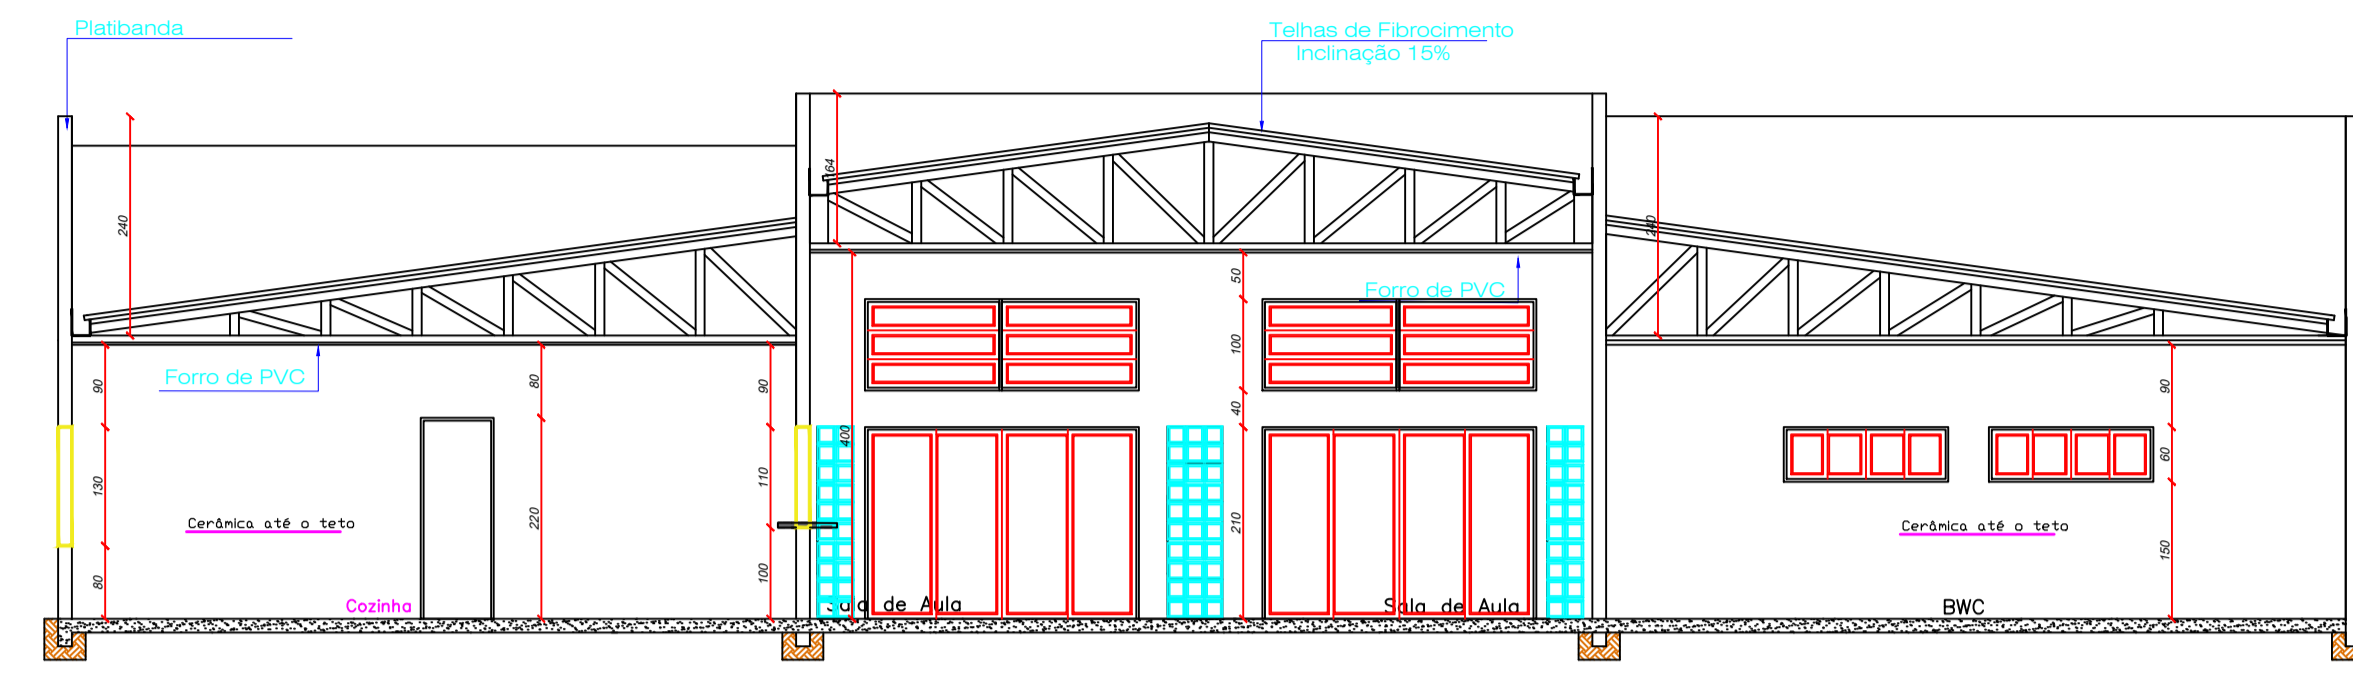 Platibanda
Telhas de Fibrocimento
Inclinação 15%
164
240
240
50
Forro de PVC
100
Forro de PVC
90
80
90
40
90
400
130
110
60
220
210
150
Cerâmica até o teto
Cerâmica até o teto
80
100
Cozinha
Sala de Aula
Sala de Aula
BWC